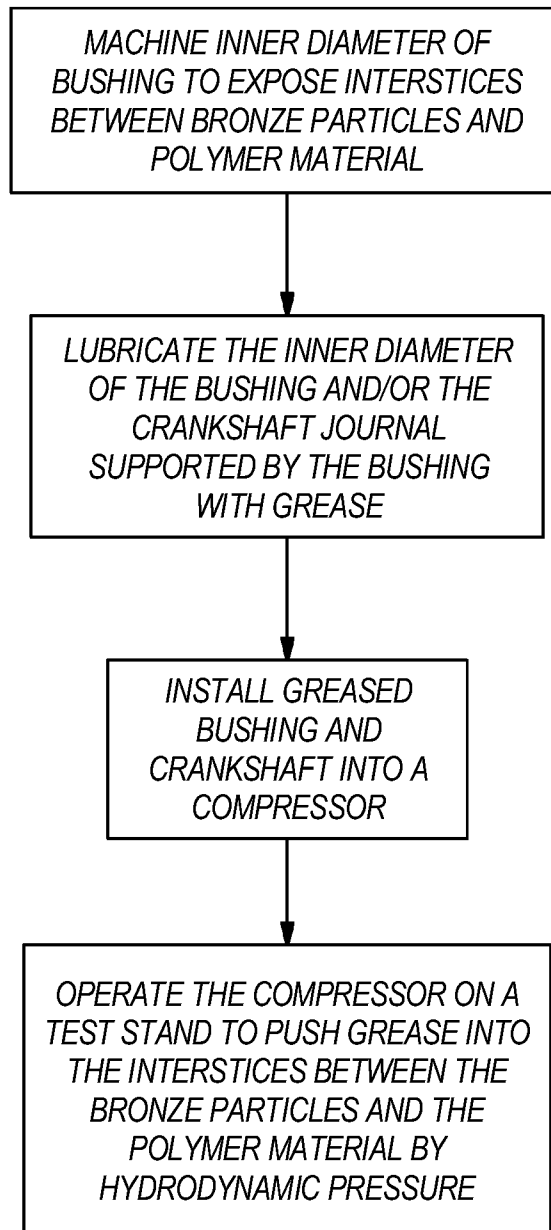 MACHINE INNER DIAMETER OF
BUSHING TO EXPOSE INTERSTICES
BETWEEN BRONZE PARTICLES AND
POLYMER MATERIAL
LUBRICATE THE INNER DIAMETER
OF THE BUSHING AND/OR THE
CRANKSHAFT JOURNAL
SUPPORTED BY THE BUSHING
WITH GREASE
INSTALL GREASED
BUSHING AND
CRANKSHAFT INTO A
COMPRESSOR
OPERATE THE COMPRESSOR ON A
TEST STAND TO PUSH GREASE INTO
THE INTERSTICES BETWEEN THE
BRONZE PARTICLES AND THE
POLYMER MATERIAL BY
HYDRODYNAMIC PRESSURE